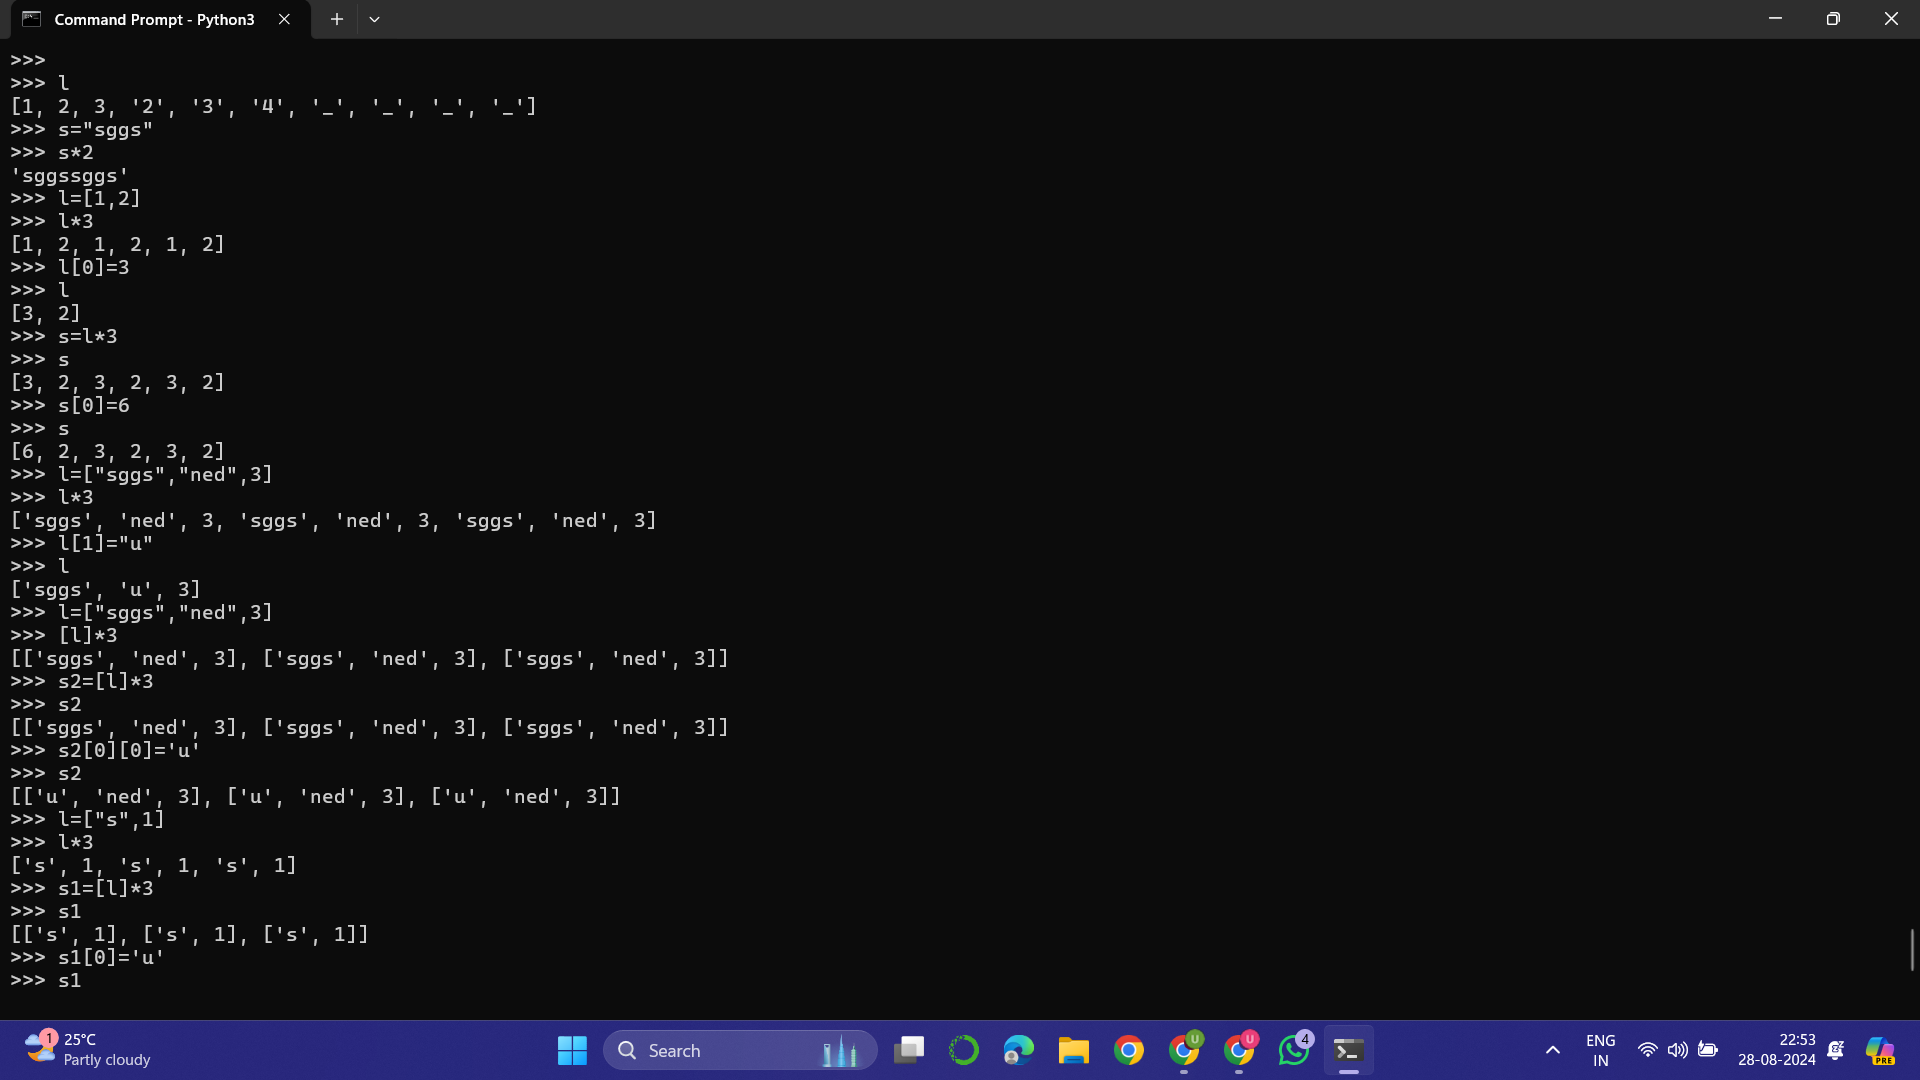 Command Prompt - Python3
>>>
>>> l
[1, 2, 3, '2', '3', '4', '_', '_', '_', '_']
>>> s="sggs"
>>> s*2
'sggssggs'
>>> l=[1,2]
>>> l*3
[1, 2, 1, 2, 1, 2]
>>> l[0]=3
>>> l
[3, 2]
>>> s=l*3
>>> s
[3, 2, 3, 2, 3, 2]
>>> s[0]=6
>>> s
[6, 2, 3, 2, 3, 2]
>>> l=["sggs","ned",3]
>>> l*3
['sggs', 'ned', 3, 'sggs', 'ned', 3, 'sggs', 'ned', 3]
>>> l[1]="u"
>>> l
['sggs', 'u', 3]
>>> l=["sggs","ned",3]
>>> [l]*3
[['sggs', 'ned', 3], ['sggs', 'ned', 3], ['sggs', 'ned', 3]]
>>> s2=[l]*3
>>> s2
[['sggs', 'ned', 3], ['sggs', 'ned', 3], ['sggs', 'ned', 3]]
>>> s2[0][0]='u'
>>> s2
[['u', 'ned', 3], ['u', 'ned', 3], ['u', 'ned', 3]]
>>> l=["s",1]
>>> l*3
['s', 1, 's', 1, 's', 1]
>>> s1=[l]*3
>>> s1
[['s', 1], ['s', 1], ['s', 1]]
>>> s1[0]='u'
>>> s1
1
25°C
Partly cloudy
Search
U
U
4
ENG
IN
22:53
28-08-2024
PRE